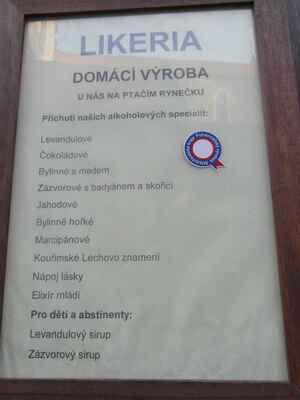 LIKERIA
DOMÁCÍ VÝROBA
U NÁS NA PTAČÍM RYNEČKU
Příchutí našich alkoholových specialit:
Levandulové
Čokoládové
Bylinné s medem
Zázvorové s badyánem a skořicí
Jahodové
Bylinné hořké
Marcipánové
Kouřimské Lechovo znamení
Nápoj lásky
Elixír mládí
Pro děti a abstinenty:
Levandulový sirup
Zázvorový sirup